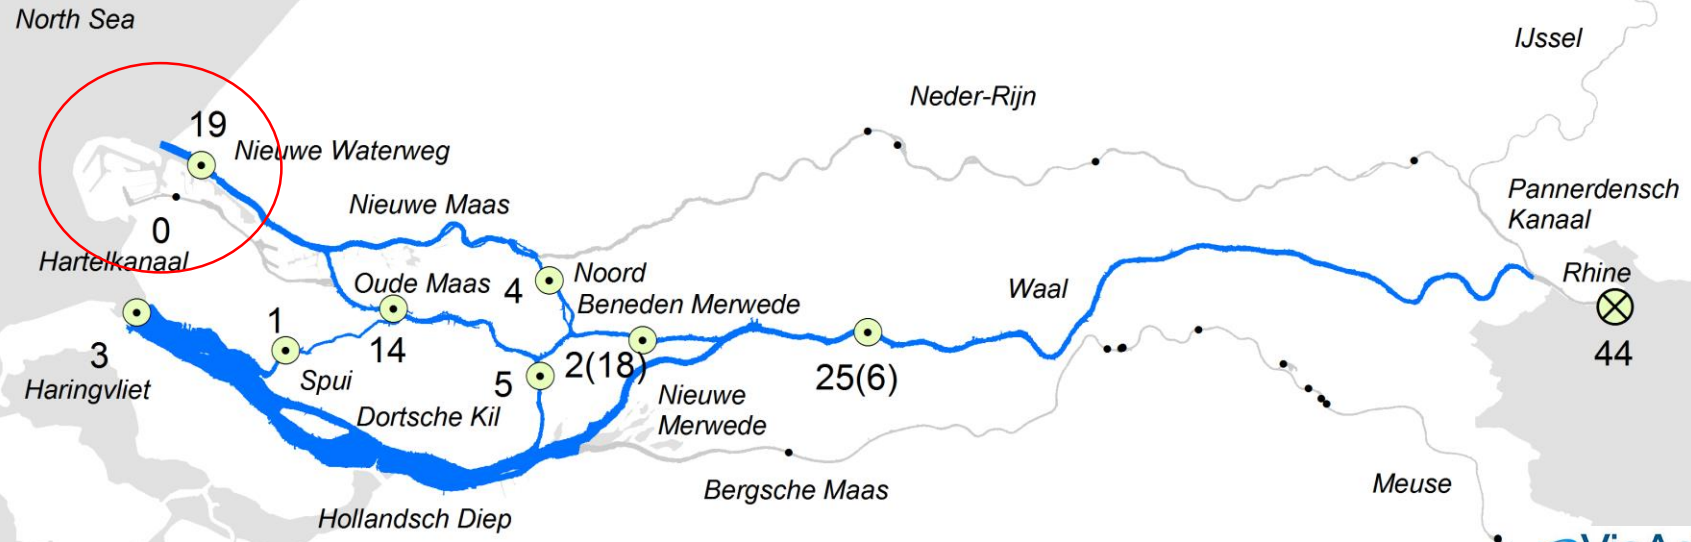 North Sea
IJssel
Neder-Rijn
19
Nieuwe Waterweg
Pannerdensch
Kanaal
Nieuwe Maas
0
Hartelkanaal
Oude Maas
4
Noord
Rhine
Waal
Beneden Merwede
1
3
14
2(18)
44
Haringvliet
Spui
5
25(6)
Dortsche Kil
Nieuwe
Merwede
Bergsche Maas
Meuse
Hollandsch Diep